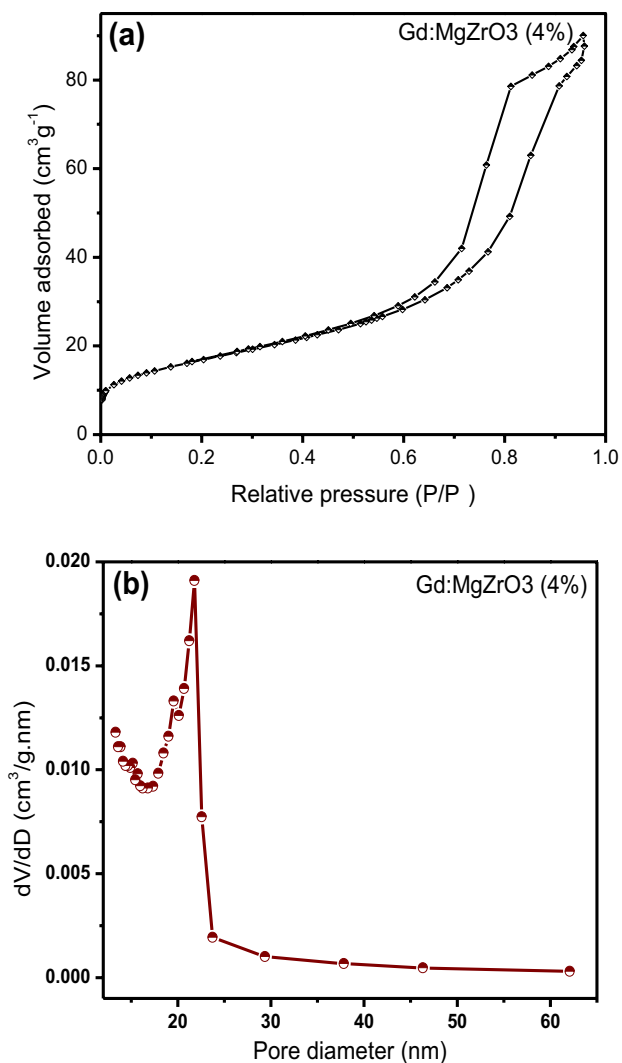 (a)
Gd:MgZrO3 (4%)
Volume adsorbed (cm³g⁻¹)
80
60
40
20
0
0.0 0.2 0.4 0.6 0.8 1.0
Relative pressure (P/P )
(b)
Gd:MgZrO3 (4%)
dV/dD (cm³/g.nm)
0.020
0.015
0.010
0.005
0.000
20 30 40 50 60
Pore diameter (nm)